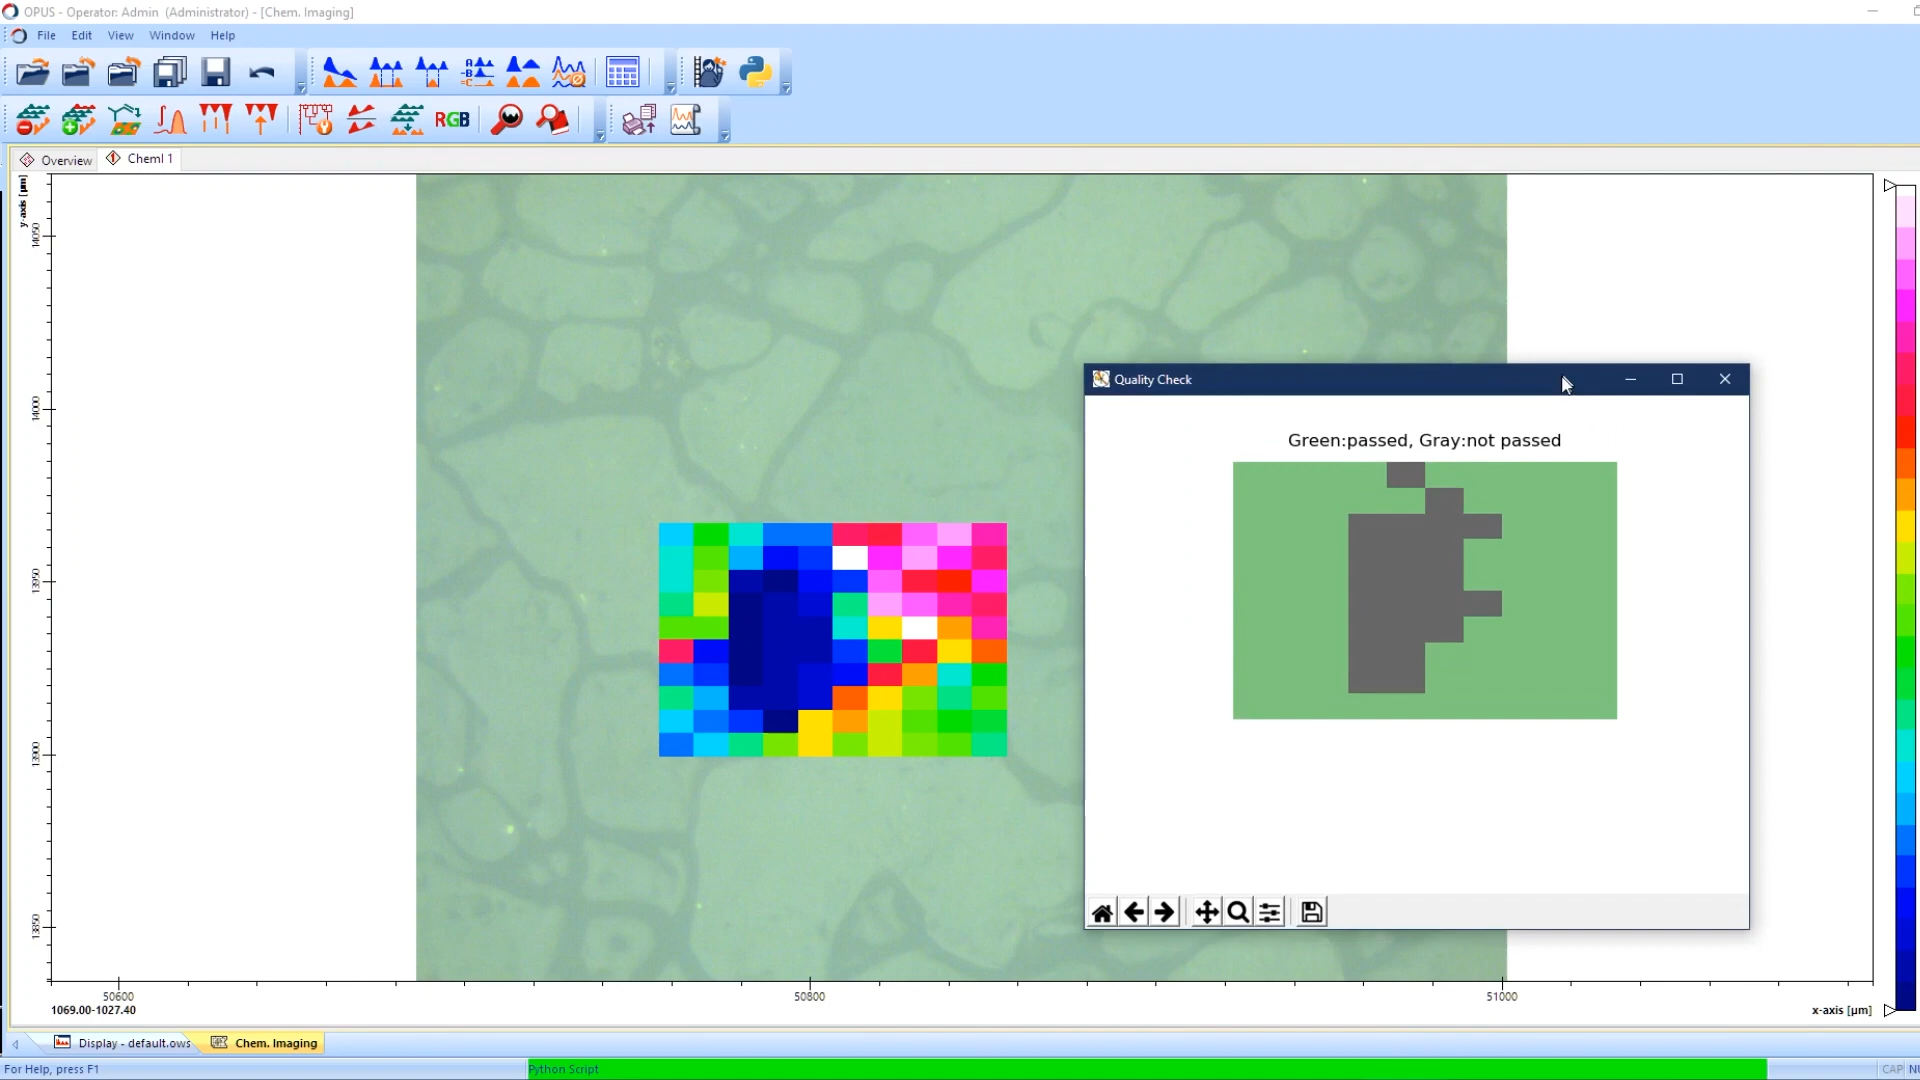 OPUS - Operator: Admin (Administrator) - [Chem. Imaging]
File Edit View Window Help
RGB
Overview ChemI 1
y-axis [µm]
14050
14000
13950
13900
13850
Quality Check
Green:passed, Gray:not passed
50600 50800 51000
1069.00-1027.40 x-axis [µm]
Display - default.ows Chem. Imaging
For Help, press F1 Python Script CAP